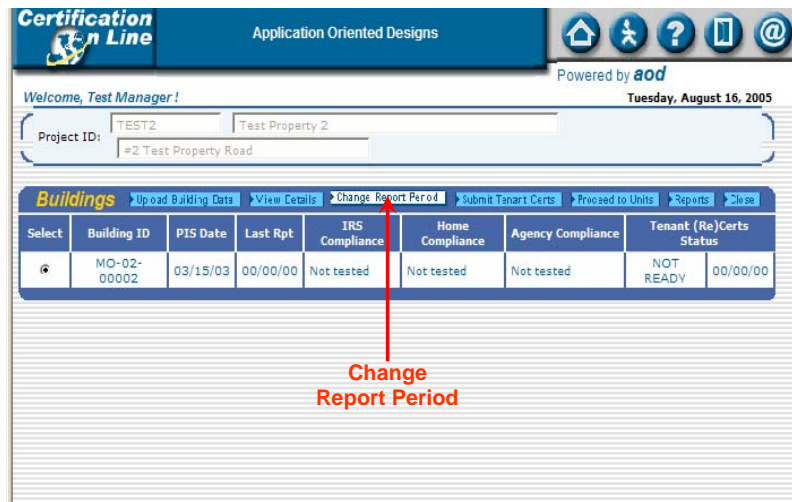 Certification
On Line
Application Oriented Designs
Powered by aod
Welcome, Test Manager !
Tuesday, August 16, 2005
Project ID:
TEST2
Test Property 2
#2 Test Property Road
Buildings
Upload Building Data
View Details
Change Report Period
Submit Tenant Certs
Proceed to Units
Reports
Close
Select Building ID PIS Date Last Rpt IRS Compliance Home Compliance Agency Compliance Tenant (Re)Certs Status
MO-02-00002 03/15/03 00/00/00 Not tested Not tested Not tested NOT READY 00/00/00
Change
Report Period